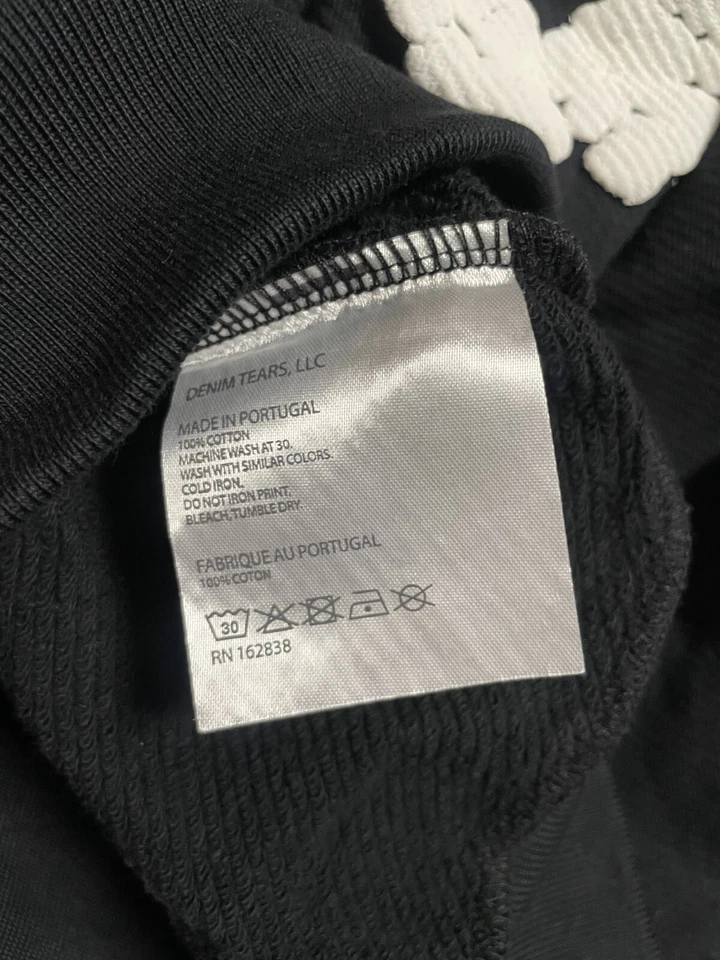 DENIM TEARS, LLC
MADE IN PORTUGAL
100% COTTON
MACHINE WASH AT 30.
WASH WITH SIMILAR COLORS.
COLD IRON.
DO NOT IRON PRINT.
BLEACH, TUMBLE DRY.
FABRIQUE AU PORTUGAL
100% COTON
30
RN 162838